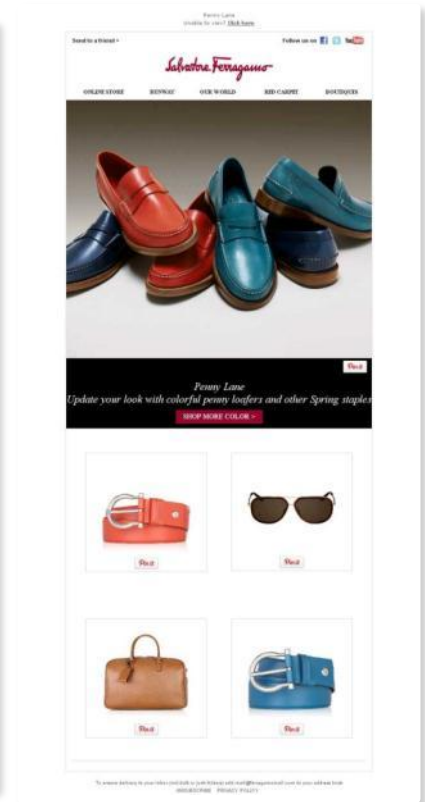 Penny Lane
Unable to view? Click here
Send to a friend >
Follow us on
Salvatore Ferragamo
ONLINE STORE RUNWAY OUR WORLD RED CARPET BOUTIQUES
Pin it
Penny Lane
Update your look with colorful penny loafers and other Spring staples
SHOP MORE COLOR >
Pin it
Pin it
Pin it
Pin it
UNSUBSCRIBE PRIVACY POLICY